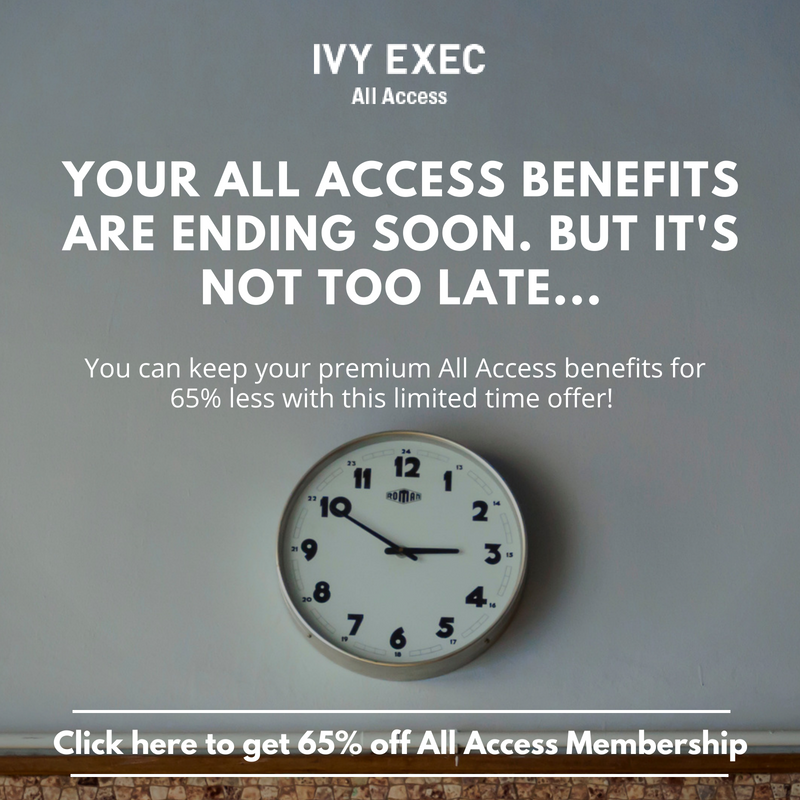 IVY EXEC
All Access
YOUR ALL ACCESS BENEFITS
ARE ENDING SOON. BUT IT'S
NOT TOO LATE...
You can keep your premium All Access benefits for
65% less with this limited time offer!
24
23 11 12 1 13
ROMAN
22 10 2 14
21 9 3 15
20 8 4 16
19 7 6 5 17
18
Click here to get 65% off All Access Membership